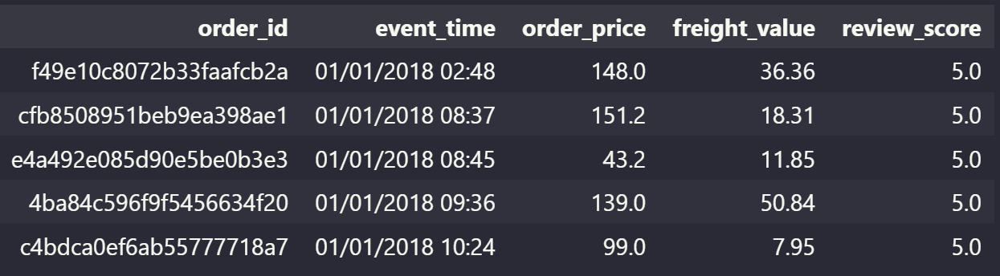 order_id event_time order_price freight_value review_score
f49e10c8072b33faafcb2a 01/01/2018 02:48 148.0 36.36 5.0
cfb8508951beb9ea398ae1 01/01/2018 08:37 151.2 18.31 5.0
e4a492e085d90e5be0b3e3 01/01/2018 08:45 43.2 11.85 5.0
4ba84c596f9f5456634f20 01/01/2018 09:36 139.0 50.84 5.0
c4bdca0ef6ab55777718a7 01/01/2018 10:24 99.0 7.95 5.0